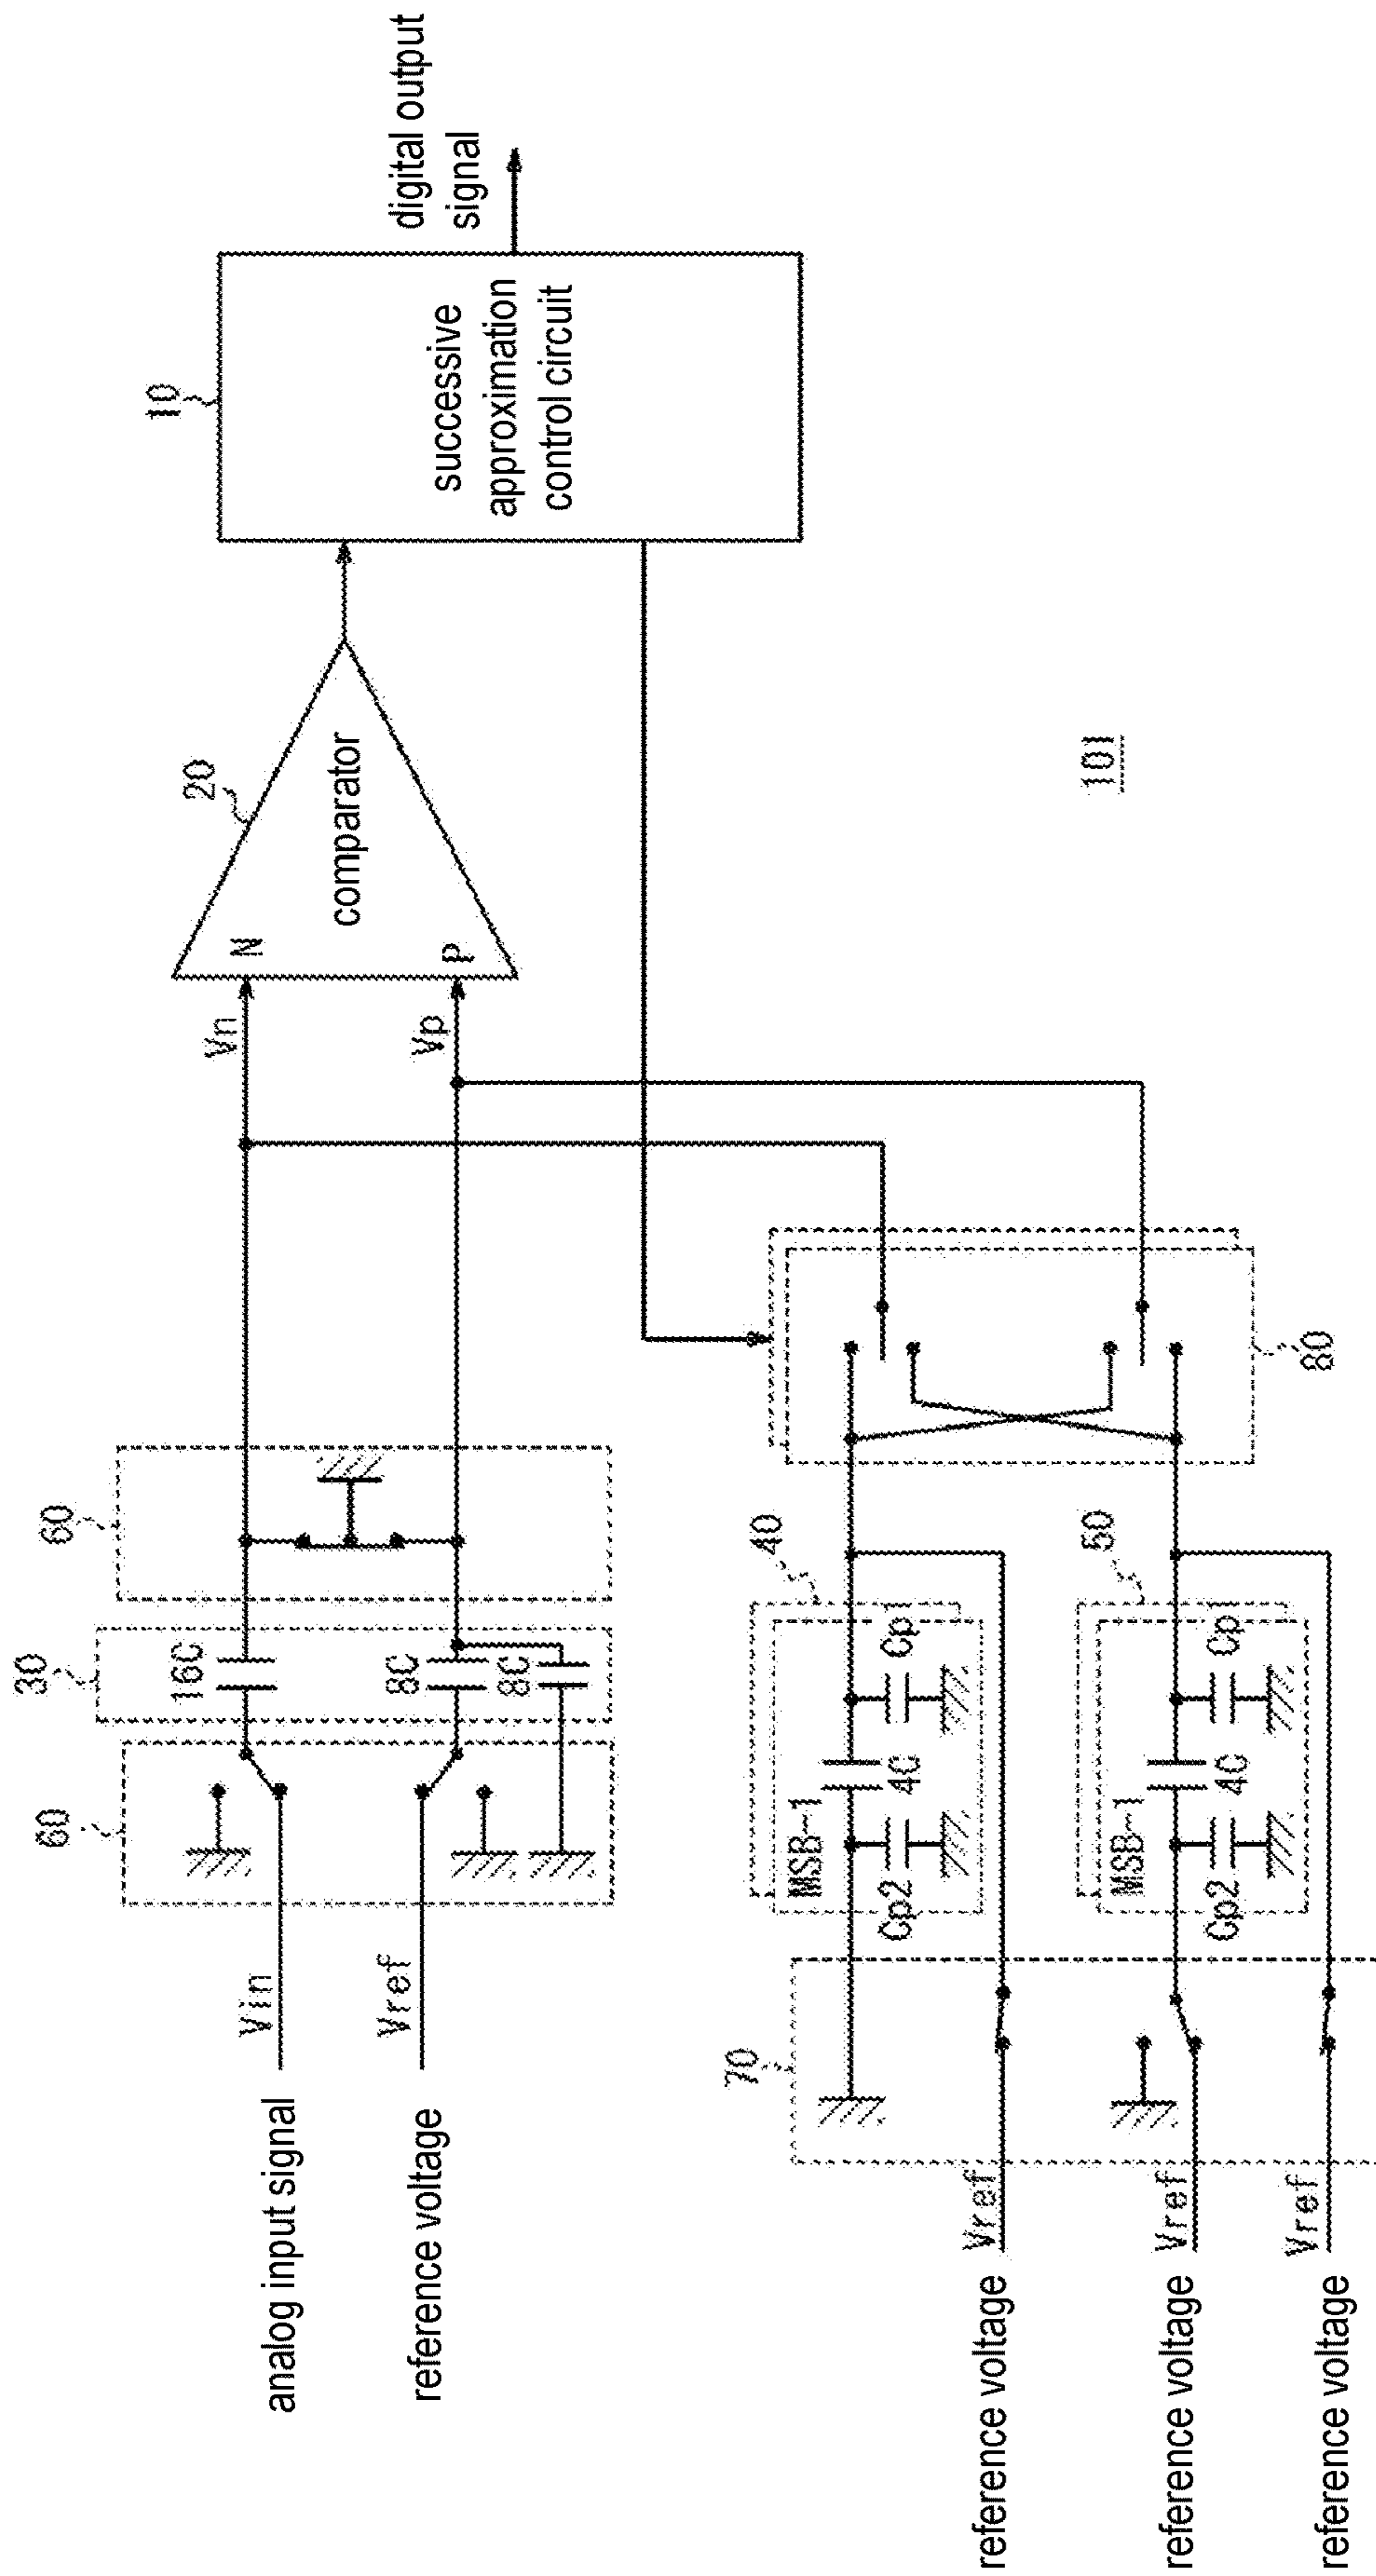 60
30
60
analog input signal
Vin
16C
Vn
N
20
10
reference voltage
Vref
8C
8C
Vp
P
comparator
successive
approximation
control circuit
digital output
signal
70
40
MSB-1
Cp2
4C
Cp1
reference voltage
Vref
50
MSB-1
Cp2
4C
Cp1
reference voltage
Vref
reference voltage
Vref
80
101